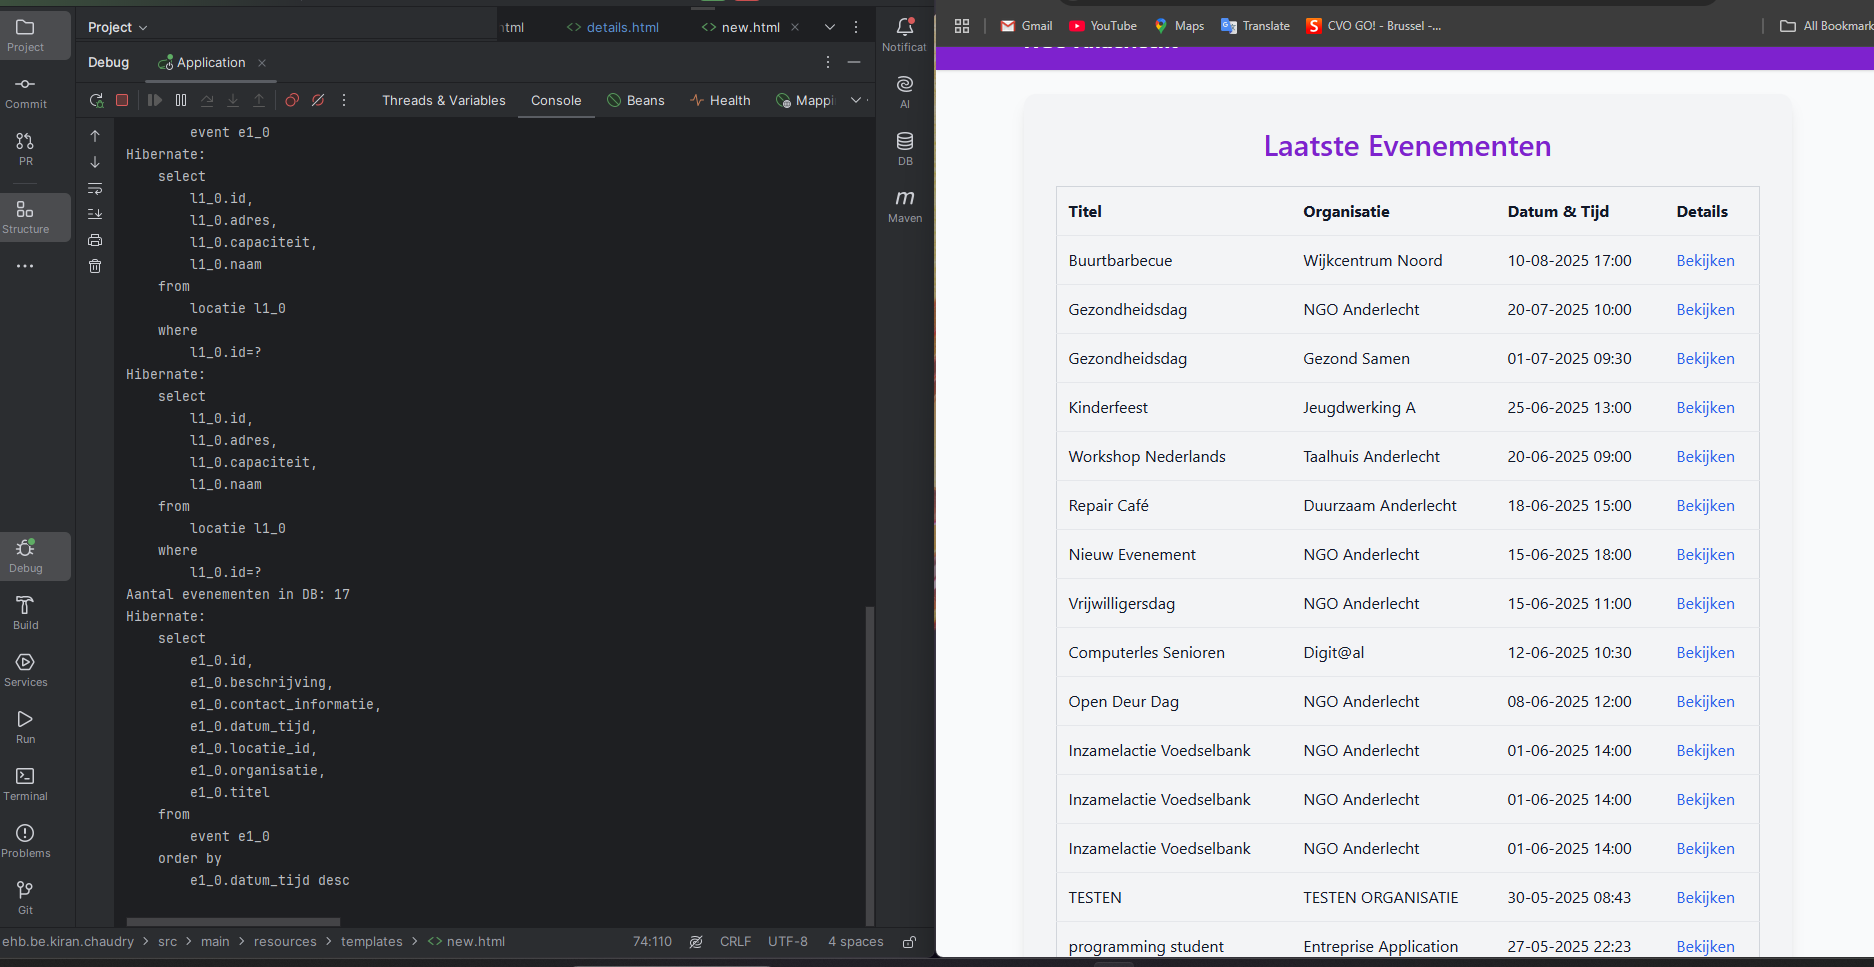 Project
html
details.html
new.html
Debug
Application
Threads & Variables
Console
Beans
Health
Mappi
Project
Commit
PR
Structure
Debug
Build
Services
Run
Terminal
Problems
Git
event e1_0
Hibernate:
select
l1_0.id,
l1_0.adres,
l1_0.capaciteit,
l1_0.naam
from
locatie l1_0
where
l1_0.id=?
Hibernate:
select
l1_0.id,
l1_0.adres,
l1_0.capaciteit,
l1_0.naam
from
locatie l1_0
where
l1_0.id=?
Aantal evenementen in DB: 17
Hibernate:
select
e1_0.id,
e1_0.beschrijving,
e1_0.contact_informatie,
e1_0.datum_tijd,
e1_0.locatie_id,
e1_0.organisatie,
e1_0.titel
from
event e1_0
order by
e1_0.datum_tijd desc
ehb.be.kiran.chaudry > src > main > resources > templates > <> new.html
74:110 CRLF UTF-8 4 spaces
Notificat
AI
DB
m
Maven
Gmail YouTube Maps Translate CVO GO! - Brussel -... All Bookmark
Laatste Evenementen
Titel Organisatie Datum & Tijd Details
Buurtbarbecue Wijkcentrum Noord 10-08-2025 17:00 Bekijken
Gezondheidsdag NGO Anderlecht 20-07-2025 10:00 Bekijken
Gezondheidsdag Gezond Samen 01-07-2025 09:30 Bekijken
Kinderfeest Jeugdwerking A 25-06-2025 13:00 Bekijken
Workshop Nederlands Taalhuis Anderlecht 20-06-2025 09:00 Bekijken
Repair Café Duurzaam Anderlecht 18-06-2025 15:00 Bekijken
Nieuw Evenement NGO Anderlecht 15-06-2025 18:00 Bekijken
Vrijwilligersdag NGO Anderlecht 15-06-2025 11:00 Bekijken
Computerles Senioren Digit@al 12-06-2025 10:30 Bekijken
Open Deur Dag NGO Anderlecht 08-06-2025 12:00 Bekijken
Inzamelactie Voedselbank NGO Anderlecht 01-06-2025 14:00 Bekijken
Inzamelactie Voedselbank NGO Anderlecht 01-06-2025 14:00 Bekijken
Inzamelactie Voedselbank NGO Anderlecht 01-06-2025 14:00 Bekijken
TESTEN TESTEN ORGANISATIE 30-05-2025 08:43 Bekijken
programming student Entreprise Application 27-05-2025 22:23 Bekijken